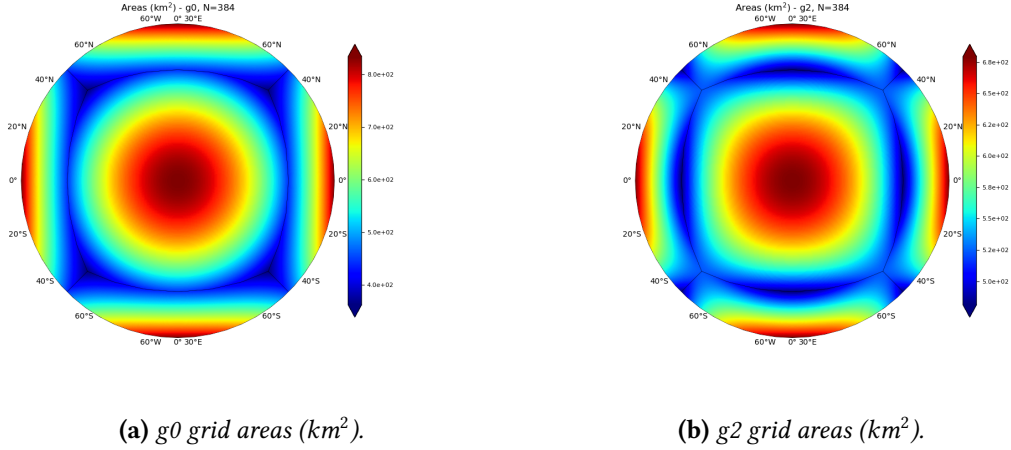 Areas (km²) - g0, N=384
60°W 0° 30°E
60°N 60°N
40°N 40°N
20°N 20°N
0° 0°
20°S 20°S
40°S 40°S
60°S 60°S
60°W 0° 30°E
8.0e+02
7.0e+02
6.0e+02
5.0e+02
4.0e+02
(a) g0 grid areas (km²).
Areas (km²) - g2, N=384
60°W 0° 30°E
60°N 60°N
40°N 40°N
20°N 20°N
0° 0°
20°S 20°S
40°S 40°S
60°S 60°S
60°W 0° 30°E
6.8e+02
6.5e+02
6.2e+02
6.0e+02
5.8e+02
5.5e+02
5.2e+02
5.0e+02
(b) g2 grid areas (km²).